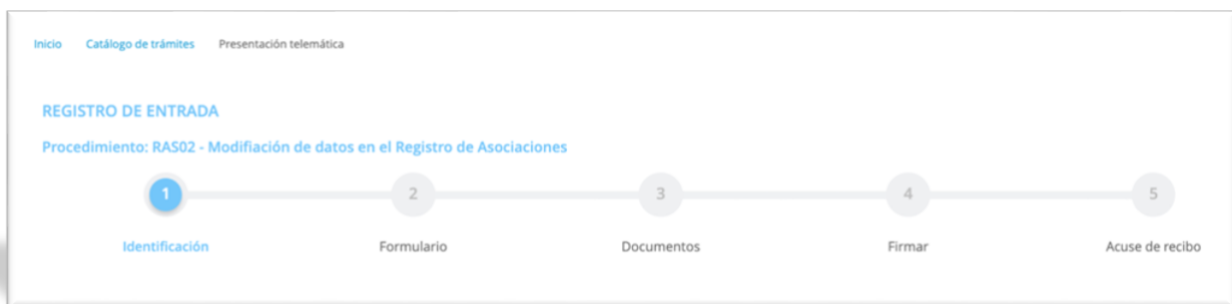 Inicio Catálogo de trámites Presentación telemática
REGISTRO DE ENTRADA
Procedimiento: RAS02 - Modifiación de datos en el Registro de Asociaciones
1 2 3 4 5
Identificación Formulario Documentos Firmar Acuse de recibo